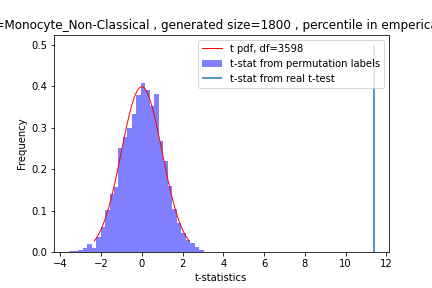 =Monocyte_Non-Classical , generated size=1800 , percentile in emperica
t pdf, df=3598
t-stat from permutation labels
t-stat from real t-test
Frequency
0.5
0.4
0.3
0.2
0.1
0.0
−4 −2 0 2 4 6 8 10 12
t-statistics